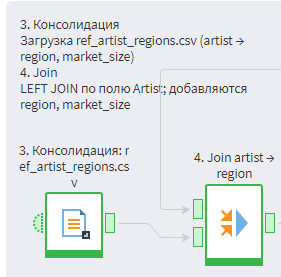 3. Консолидация
Загрузка ref_artist_regions.csv (artist →
region, market_size)
4. Join
LEFT JOIN по полю Artist; добавляются
region, market_size
3. Консолидация: r
ef_artist_regions.cs
v
4. Join artist →
region